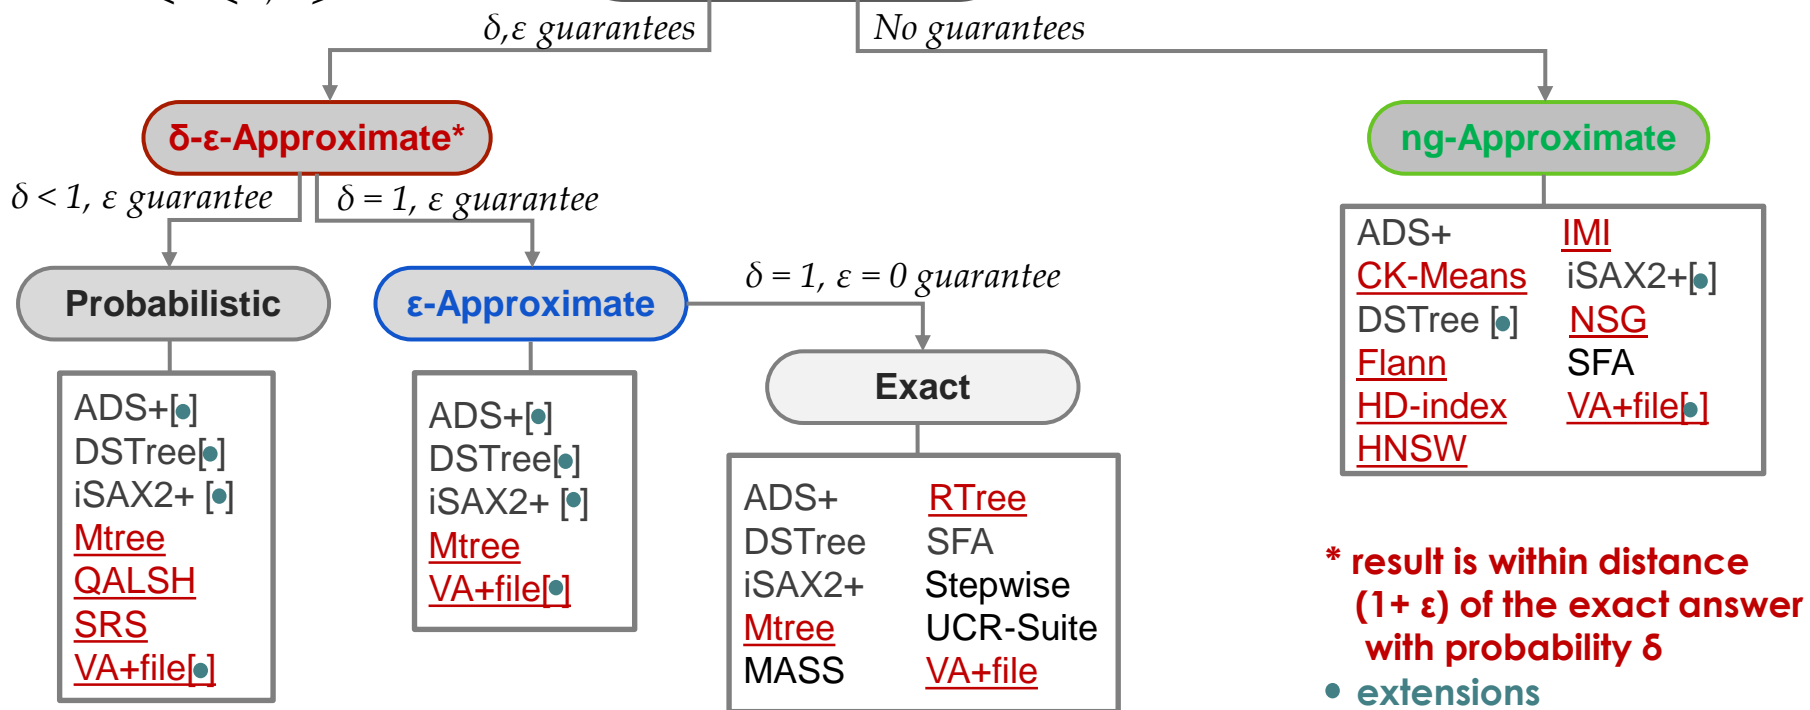 δ,ε guarantees
No guarantees
δ-ε-Approximate*
ng-Approximate
δ < 1, ε guarantee
δ = 1, ε guarantee
Probabilistic
ε-Approximate
δ = 1, ε = 0 guarantee
Exact
ADS+[●]
DSTree[●]
iSAX2+ [●]
Mtree
QALSH
SRS
VA+file[●]
ADS+[●]
DSTree[●]
iSAX2+ [●]
Mtree
VA+file[●]
ADS+
DSTree
iSAX2+
Mtree
MASS
RTree
SFA
Stepwise
UCR-Suite
VA+file
ADS+
CK-Means
DSTree [●]
Flann
HD-index
HNSW
IMI
iSAX2+[●]
NSG
SFA
VA+file[●]
* result is within distance
(1+ ε) of the exact answer
with probability δ
● extensions